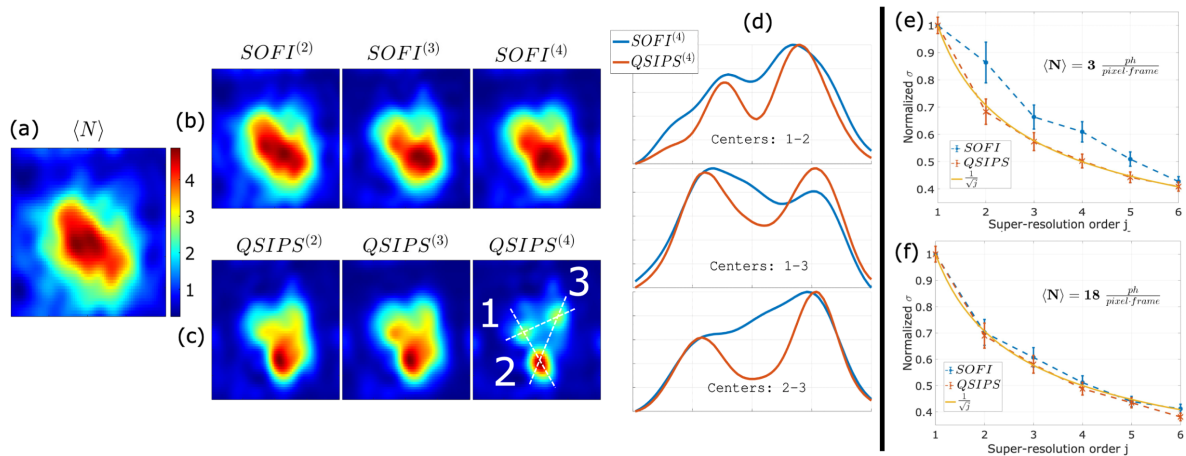 (a)
⟨N⟩
4
3
2
1
(b)
SOFI^(2) SOFI^(3) SOFI^(4)
(c)
QSIPS^(2) QSIPS^(3) QSIPS^(4)
1
2
3
(d)
SOFI^(4)
QSIPS^(4)
Centers: 1-2
Centers: 1-3
Centers: 2-3
(e)
⟨N⟩ = 3 ph/pixel·frame
Normalized σ
1
0.9
0.8
0.7
0.6
0.5
0.4
SOFI
QSIPS
1/√j
1 2 3 4 5 6
Super-resolution order j
(f)
⟨N⟩ = 18 ph/pixel·frame
Normalized σ
1
0.9
0.8
0.7
0.6
0.5
0.4
SOFI
QSIPS
1/√j
1 2 3 4 5 6
Super-resolution order j